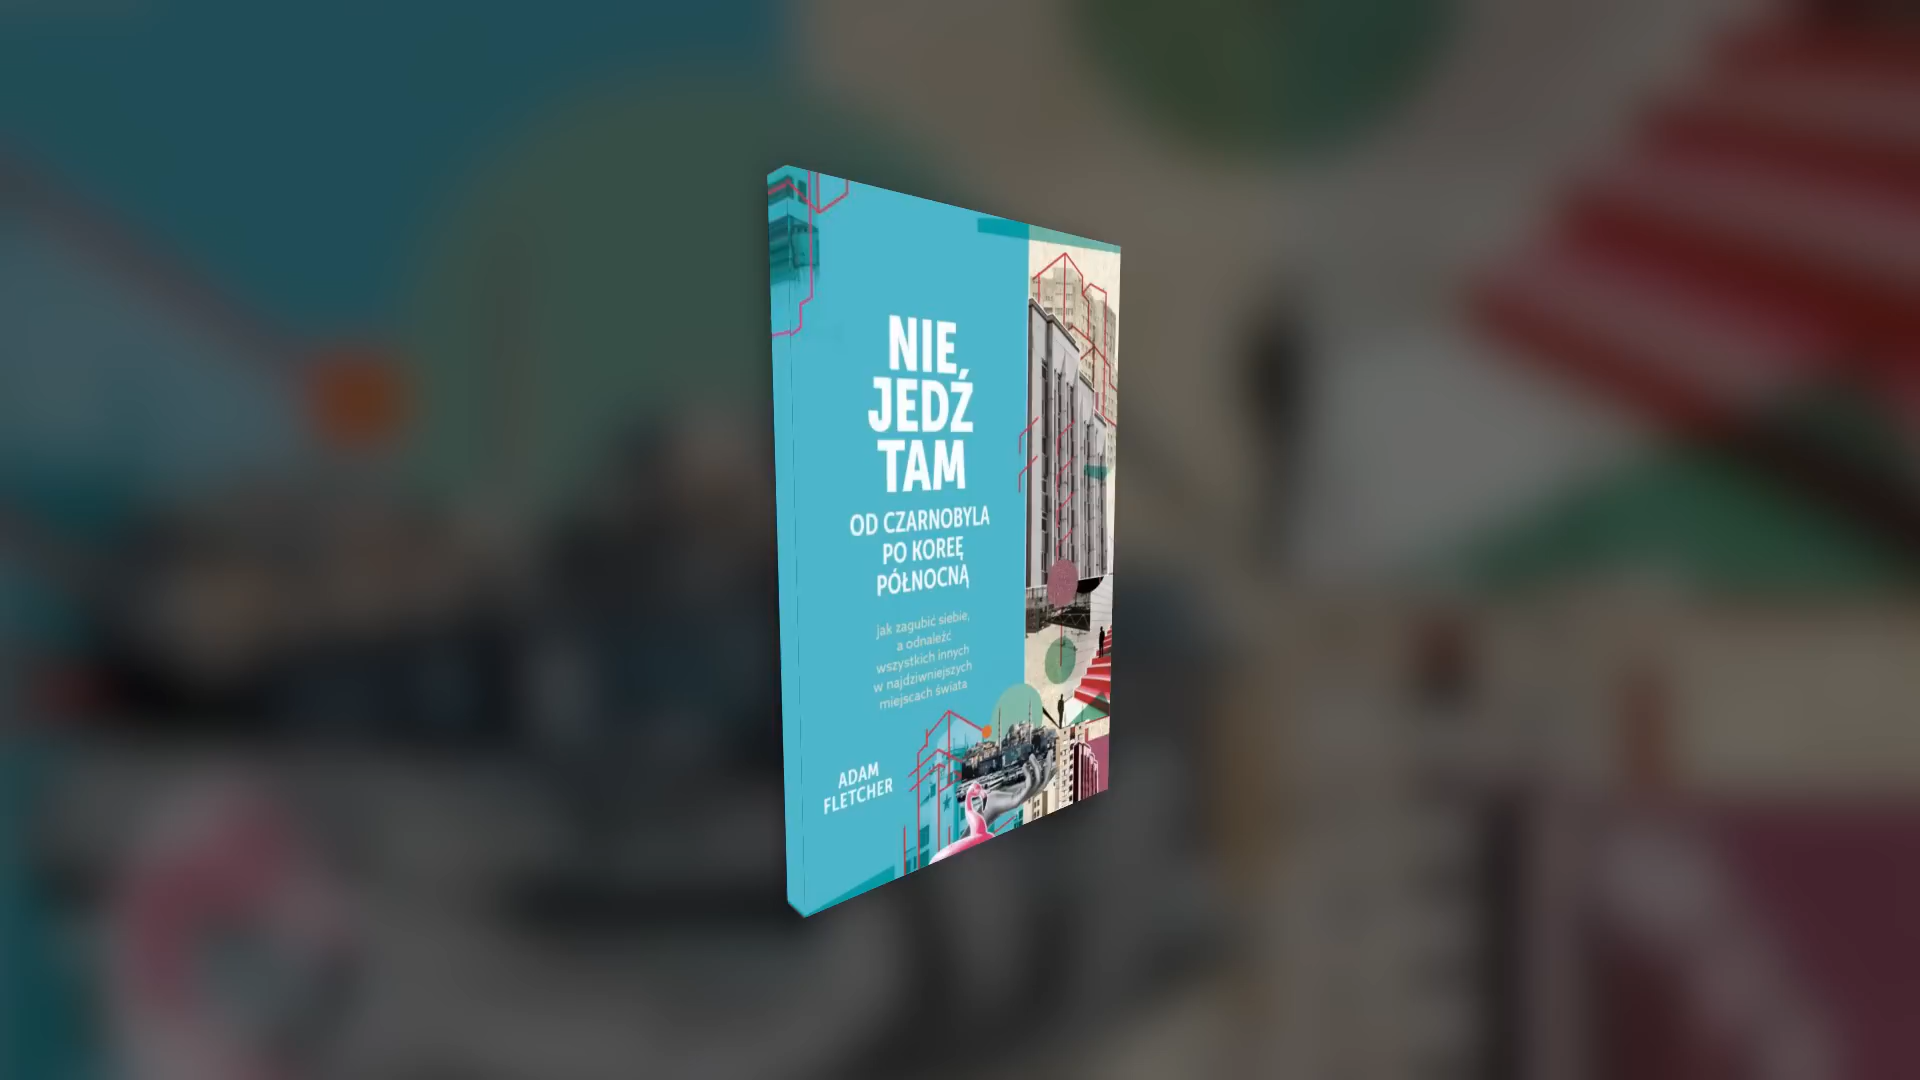 NIE
JEDŹ
TAM
OD CZARNOBYLA
PO KOREĘ
PÓŁNOCNĄ
jak zagubić siebie,
a odnaleźć
wszystkich innych
w najdziwniejszych
miejscach świata
ADAM
FLETCHER